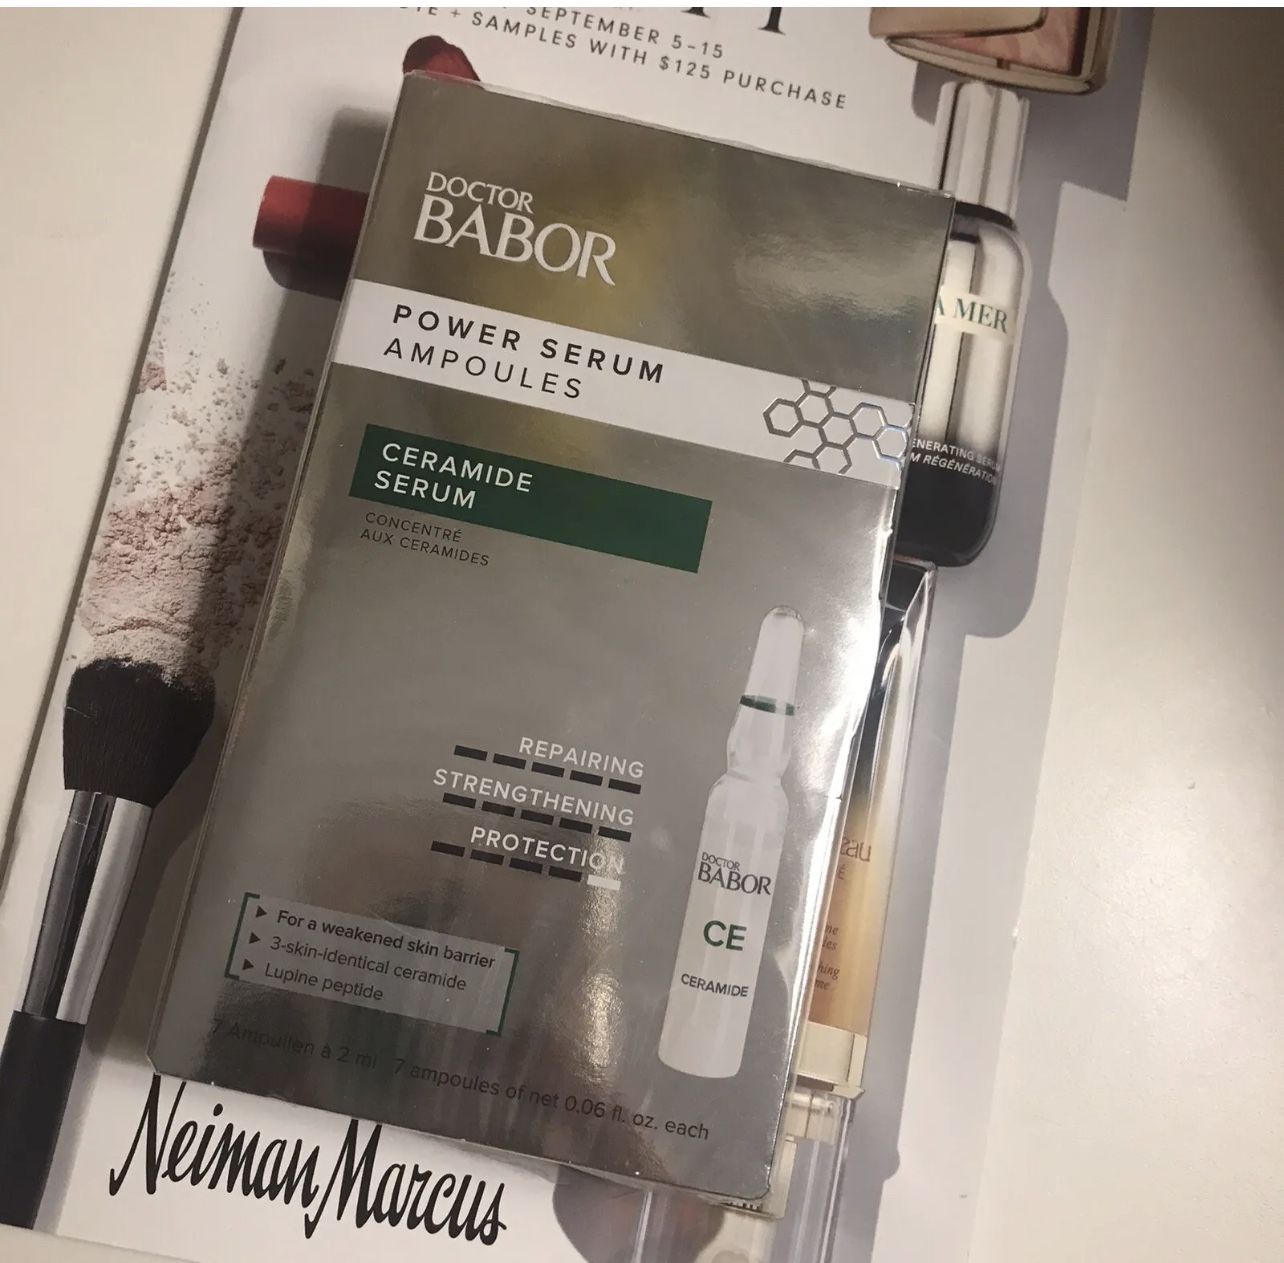 SEPTEMBER 5-15
+ SAMPLES WITH $125 PURCHASE
DOCTOR
BABOR
POWER SERUM
AMPOULES
CERAMIDE
SERUM
CONCENTRÉ
AUX CERAMIDES
REPAIRING
STRENGTHENING
PROTECTION
▶ For a weakened skin barrier
▶ 3-skin-identical ceramide
▶ Lupine peptide
7 Ampullen à 2 ml 7 ampoules of net 0.06 fl. oz. each
DOCTOR
BABOR
CE
CERAMIDE
MER
Neiman Marcus